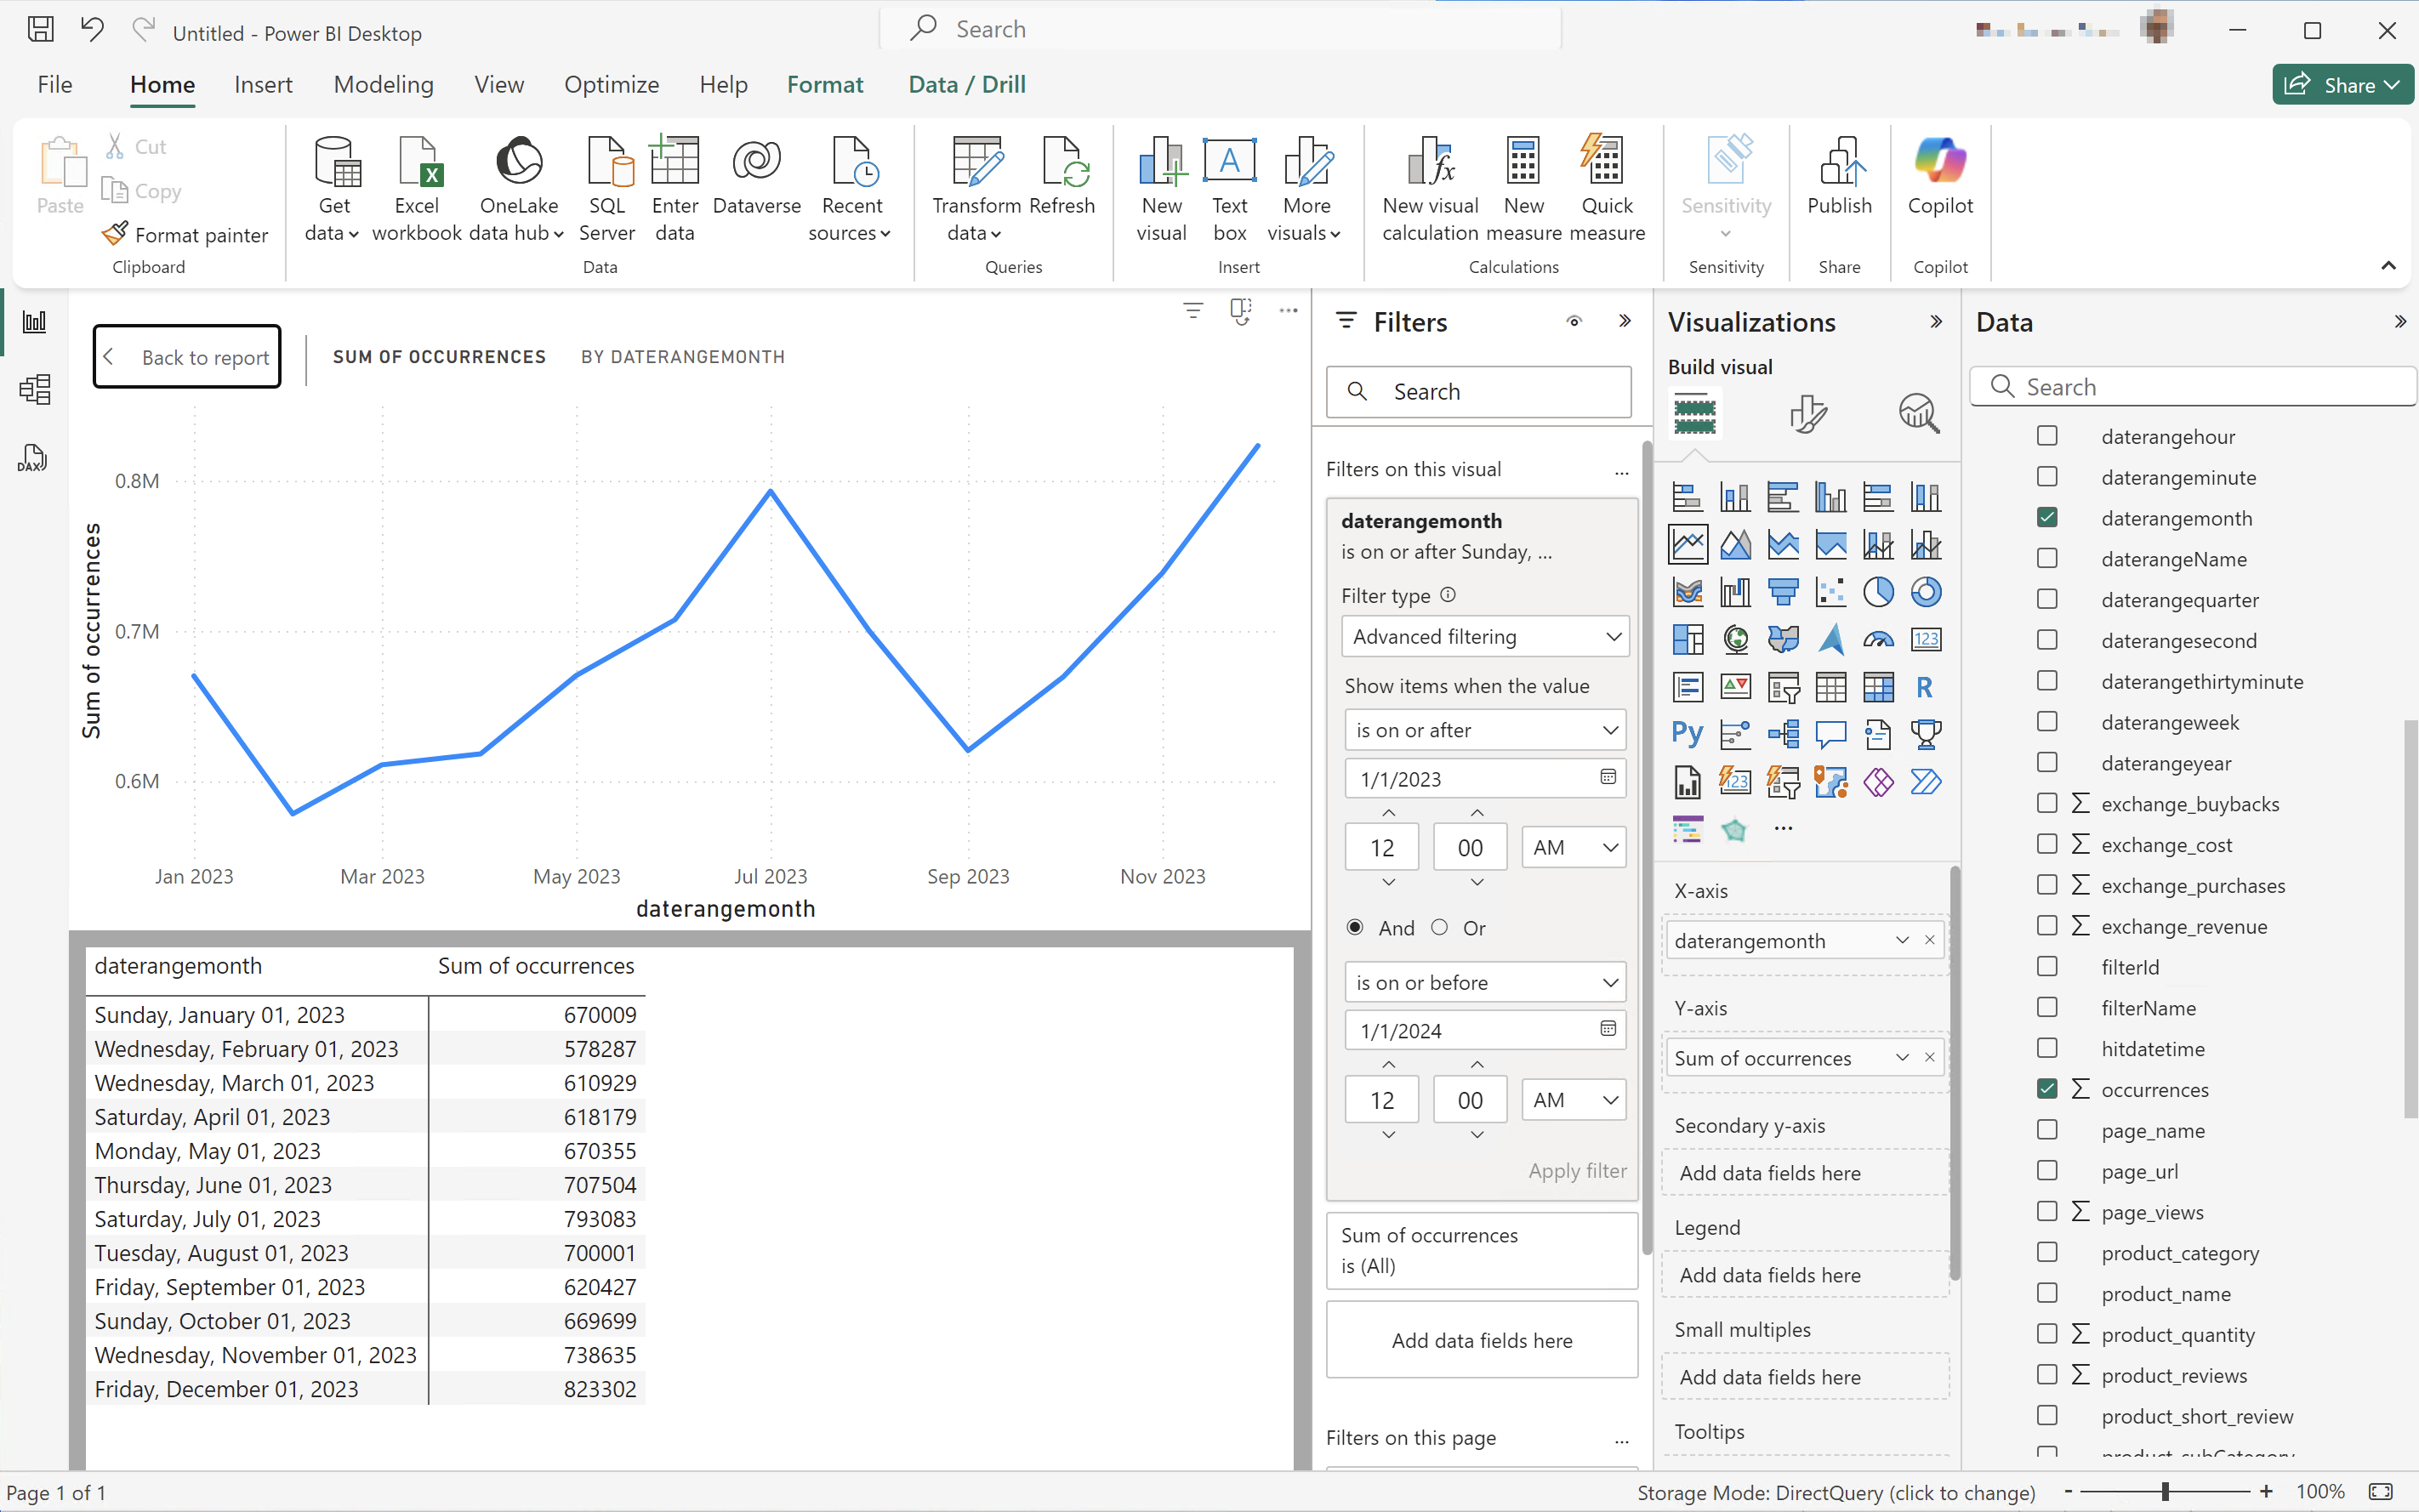 Untitled - Power BI Desktop
Search
File
Home
Insert
Modeling
View
Optimize
Help
Format
Data / Drill
Share
Paste
Cut
Copy
Format painter
Clipboard
Get
data
Excel
workbook
OneLake
data hub
SQL
Server
Enter
data
Dataverse
Recent
sources
Data
Transform
data
Refresh
Queries
New
visual
Text
box
More
visuals
Insert
New visual
calculation
New
measure
Quick
measure
Calculations
Sensitivity
Sensitivity
Publish
Share
Copilot
Copilot
DAX
Back to report
SUM OF OCCURRENCES
BY DATERANGEMONTH
Sum of occurrences
0.8M
0.7M
0.6M
Jan 2023
Mar 2023
May 2023
Jul 2023
Sep 2023
Nov 2023
daterangemonth
daterangemonth Sum of occurrences
Sunday, January 01, 2023 670009
Wednesday, February 01, 2023 578287
Wednesday, March 01, 2023 610929
Saturday, April 01, 2023 618179
Monday, May 01, 2023 670355
Thursday, June 01, 2023 707504
Saturday, July 01, 2023 793083
Tuesday, August 01, 2023 700001
Friday, September 01, 2023 620427
Sunday, October 01, 2023 669699
Wednesday, November 01, 2023 738635
Friday, December 01, 2023 823302
Filters
Search
Filters on this visual ...
daterangemonth
is on or after Sunday, ...
Filter type
Advanced filtering
Show items when the value
is on or after
1/1/2023
12 00 AM
And Or
is on or before
1/1/2024
12 00 AM
Apply filter
Sum of occurrences
is (All)
Add data fields here
Filters on this page ...
Visualizations
Build visual
123
R
Py
123
...
X-axis
daterangemonth
Y-axis
Sum of occurrences
Secondary y-axis
Add data fields here
Legend
Add data fields here
Small multiples
Add data fields here
Tooltips
Data
Search
daterangehour
daterangeminute
daterangemonth
daterangeName
daterangequarter
daterangesecond
daterangethirtyminute
daterangeweek
daterangeyear
∑ exchange_buybacks
∑ exchange_cost
∑ exchange_purchases
∑ exchange_revenue
filterId
filterName
hitdatetime
∑ occurrences
page_name
page_url
∑ page_views
product_category
product_name
∑ product_quantity
∑ product_reviews
product_short_review
Page 1 of 1
Storage Mode: DirectQuery (click to change)
- + 100%